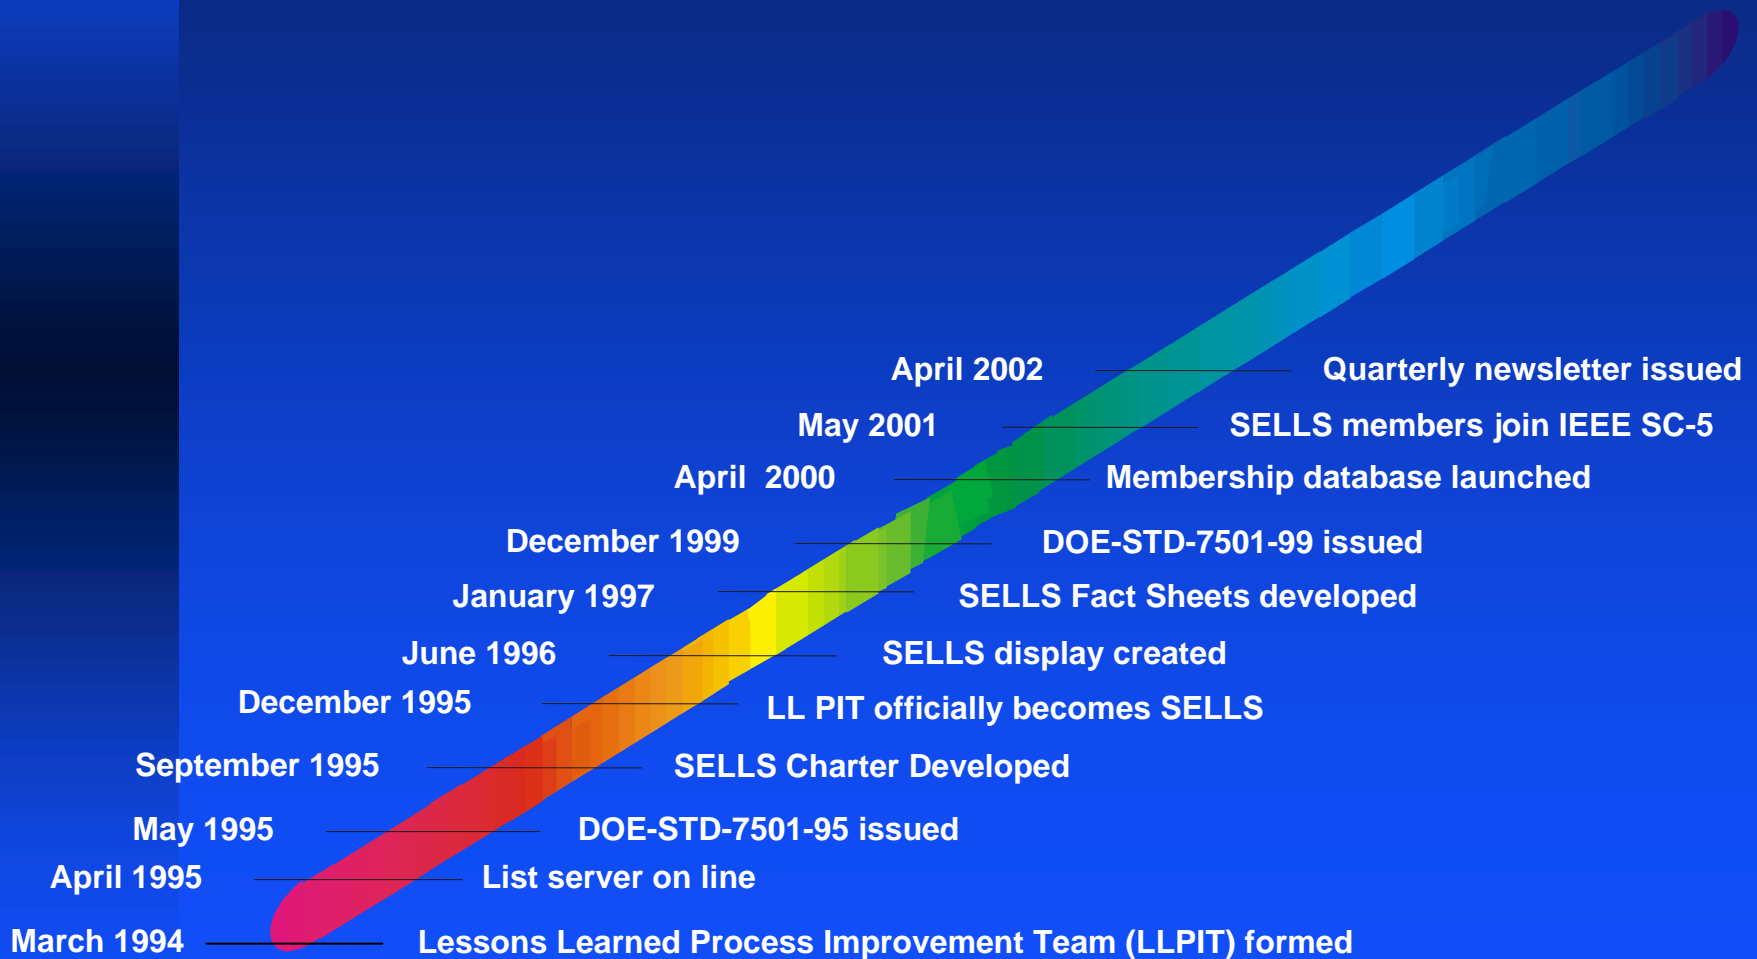 April 2002 Quarterly newsletter issued
May 2001 SELLS members join IEEE SC-5
April 2000 Membership database launched
December 1999 DOE-STD-7501-99 issued
January 1997 SELLS Fact Sheets developed
June 1996 SELLS display created
December 1995 LL PIT officially becomes SELLS
September 1995 SELLS Charter Developed
May 1995 DOE-STD-7501-95 issued
April 1995 List server on line
March 1994 Lessons Learned Process Improvement Team (LLPIT) formed